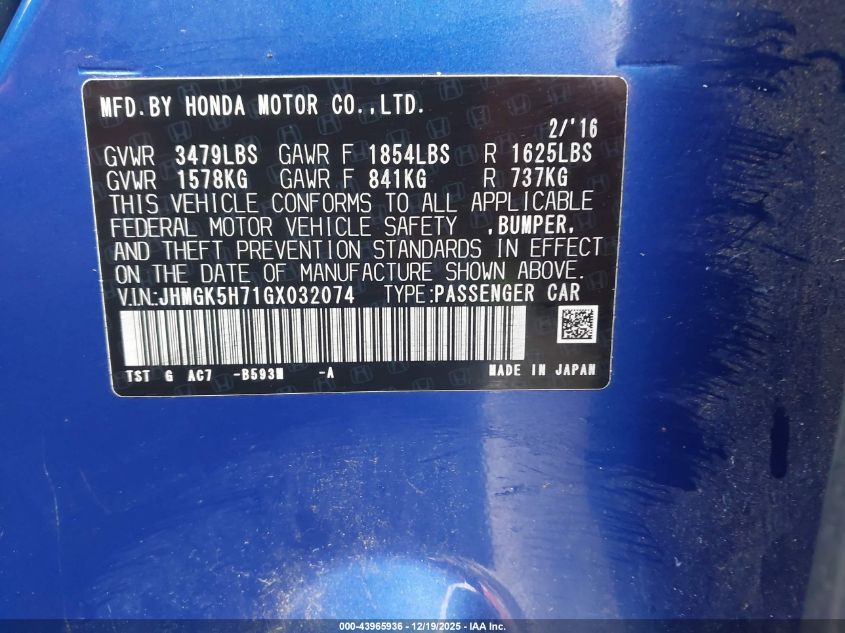 MFD.BY HONDA MOTOR CO.,LTD.
2/'16
GVWR 3479LBS GAWR F 1854LBS R 1625LBS
GVWR 1578KG GAWR F 841KG R 737KG
THIS VEHICLE CONFORMS TO ALL APPLICABLE
FEDERAL MOTOR VEHICLE SAFETY ,BUMPER,
AND THEFT PREVENTION STANDARDS IN EFFECT
ON THE DATE OF MANUFACTURE SHOWN ABOVE.
V.I.N:JHMGK5H71GX032074 TYPE:PASSENGER CAR
TST G AC7 -B593M -A MADE IN JAPAN
000-43965936 - 12/19/2025 - IAA Inc.